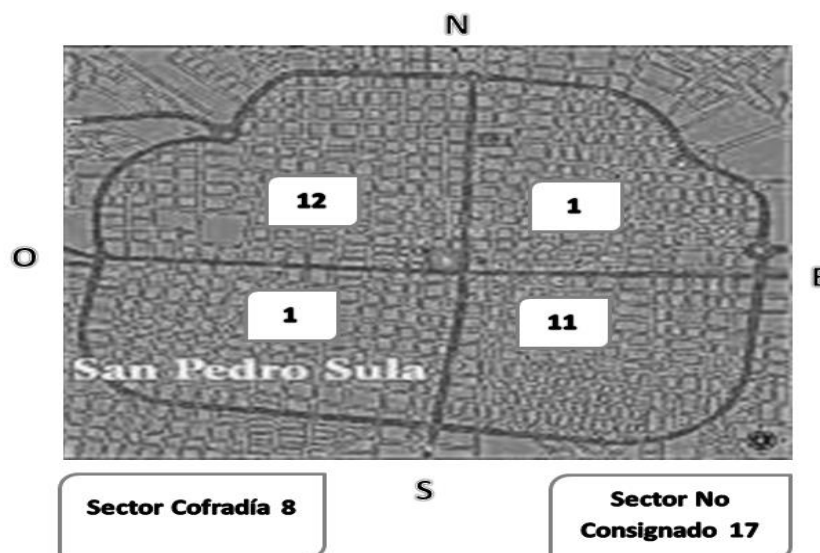 N
12
1
O
E
1
11
San Pedro Sula
S
Sector Cofradía 8
Sector No
Consignado 17